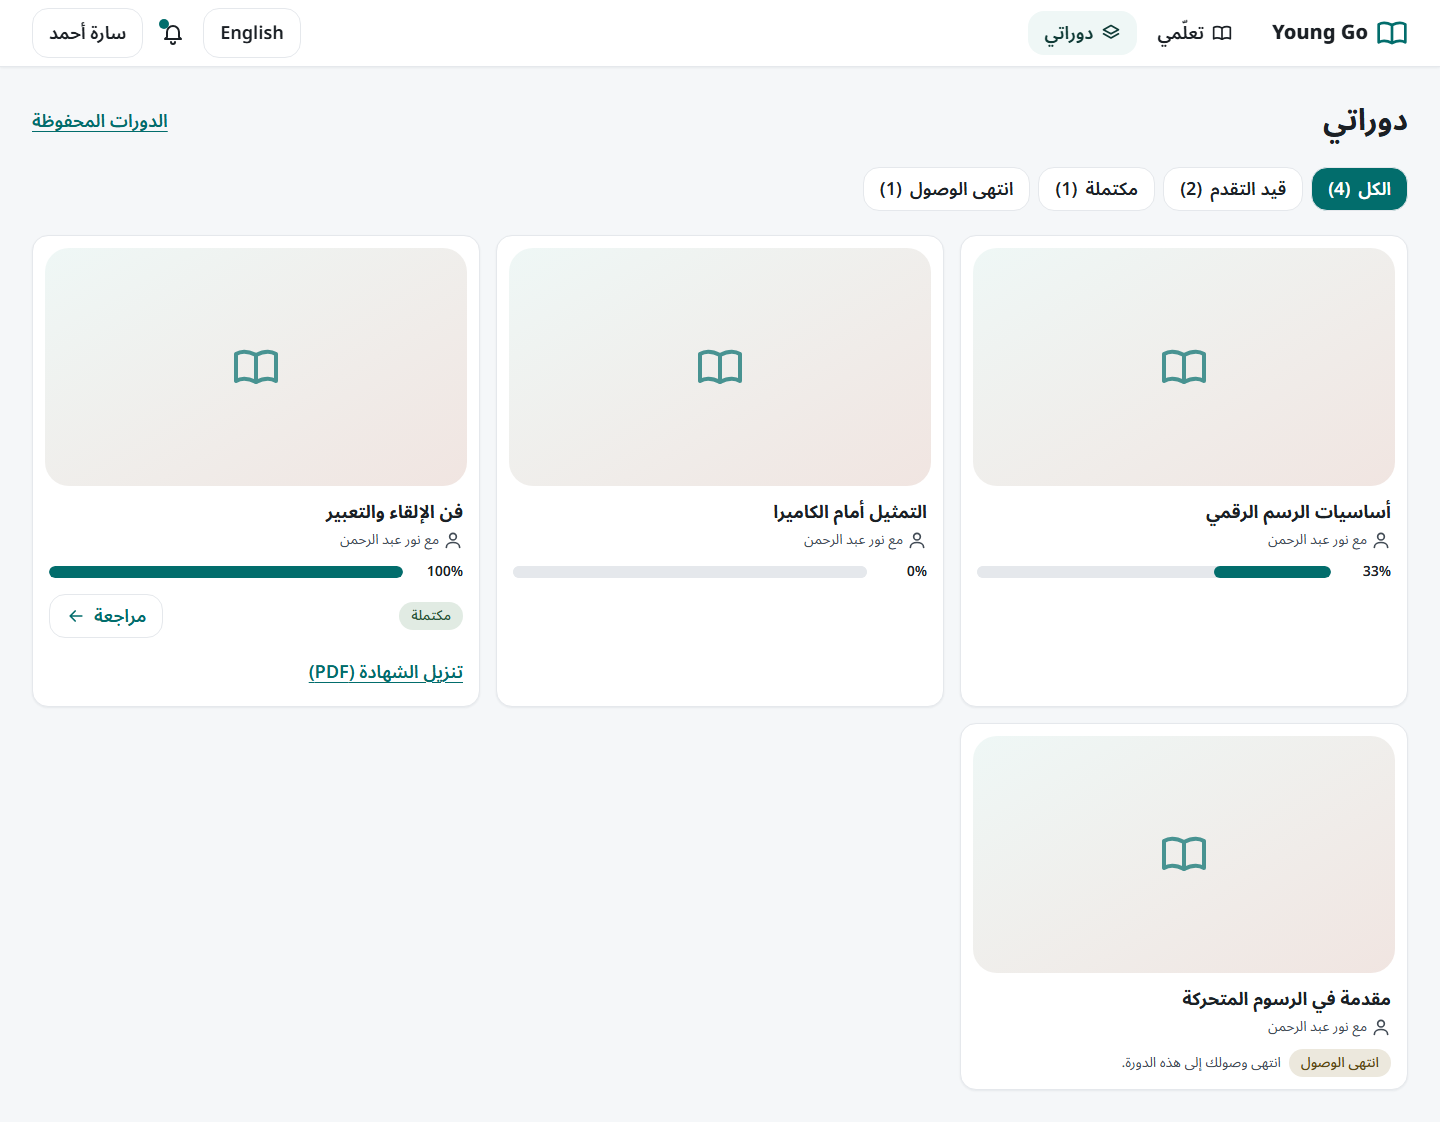 Young Go
تعلّمي
دوراتي
English
سارة أحمد
دوراتي
الدورات المحفوظة
الكل (4)
قيد التقدم (2)
مكتملة (1)
انتهى الوصول (1)
أساسيات الرسم الرقمي
مع نور عبد الرحمن
33%
التمثيل أمام الكاميرا
مع نور عبد الرحمن
0%
فن الإلقاء والتعبير
مع نور عبد الرحمن
100%
مكتملة
مراجعة
تنزيل الشهادة (PDF)
مقدمة في الرسوم المتحركة
مع نور عبد الرحمن
انتهى الوصول
انتهى وصولك إلى هذه الدورة.